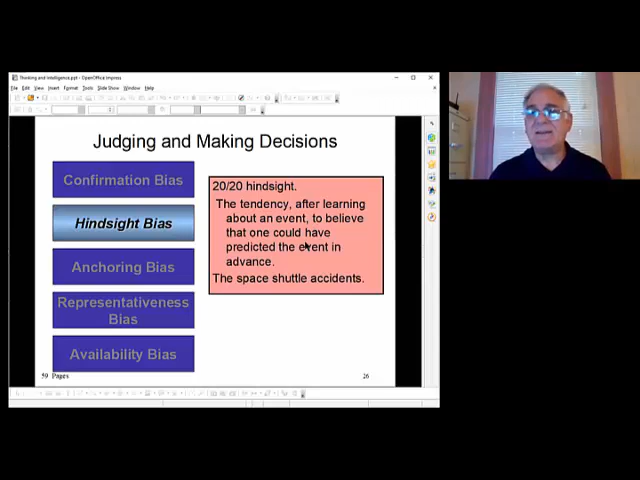 Thinking and Intelligence.ppt - OpenOffice Impress
File Edit View Insert Format Tools Slide Show Window Help
Judging and Making Decisions
Confirmation Bias
Hindsight Bias
Anchoring Bias
Representativeness
Bias
Availability Bias
20/20 hindsight.
The tendency, after learning
about an event, to believe
that one could have
predicted the event in
advance.
The space shuttle accidents.
59 Pages
26